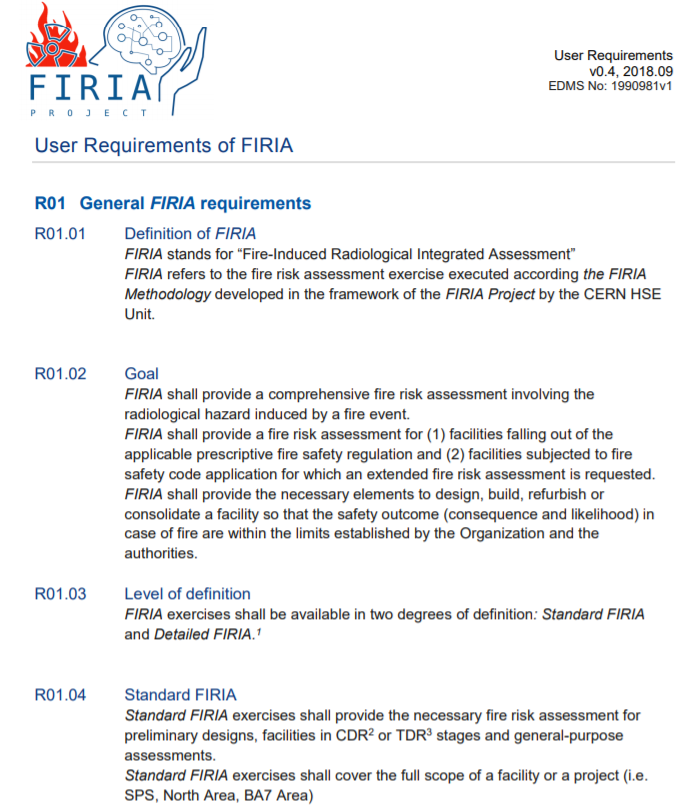 FIRIA
PROJECT
User Requirements
v0.4, 2018.09
EDMS No: 1990981v1
User Requirements of FIRIA
R01 General FIRIA requirements
R01.01 Definition of FIRIA
FIRIA stands for “Fire-Induced Radiological Integrated Assessment”
FIRIA refers to the fire risk assessment exercise executed according the FIRIA
Methodology developed in the framework of the FIRIA Project by the CERN HSE
Unit.
R01.02 Goal
FIRIA shall provide a comprehensive fire risk assessment involving the
radiological hazard induced by a fire event.
FIRIA shall provide a fire risk assessment for (1) facilities falling out of the
applicable prescriptive fire safety regulation and (2) facilities subjected to fire
safety code application for which an extended fire risk assessment is requested.
FIRIA shall provide the necessary elements to design, build, refurbish or
consolidate a facility so that the safety outcome (consequence and likelihood) in
case of fire are within the limits established by the Organization and the
authorities.
R01.03 Level of definition
FIRIA exercises shall be available in two degrees of definition: Standard FIRIA
and Detailed FIRIA.¹
R01.04 Standard FIRIA
Standard FIRIA exercises shall provide the necessary fire risk assessment for
preliminary designs, facilities in CDR² or TDR³ stages and general-purpose
assessments.
Standard FIRIA exercises shall cover the full scope of a facility or a project (i.e.
SPS, North Area, BA7 Area)